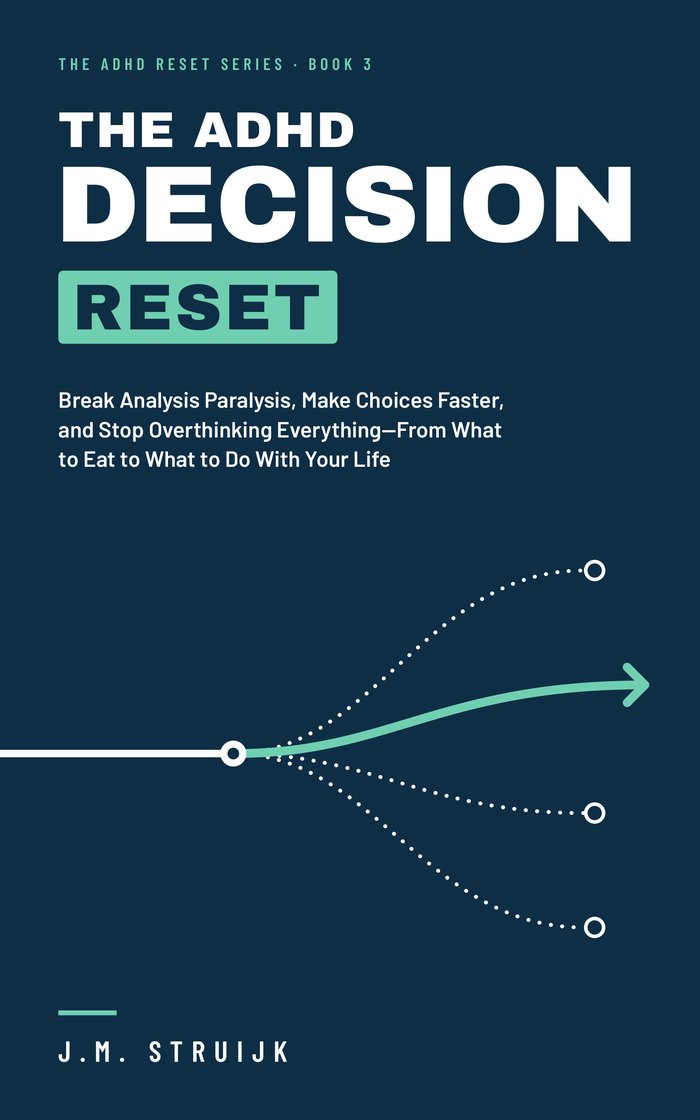 THE ADHD RESET SERIES · BOOK 3
THE ADHD
DECISION
RESET
Break Analysis Paralysis, Make Choices Faster,
and Stop Overthinking Everything—From What
to Eat to What to Do With Your Life
J.M. STRUIJK